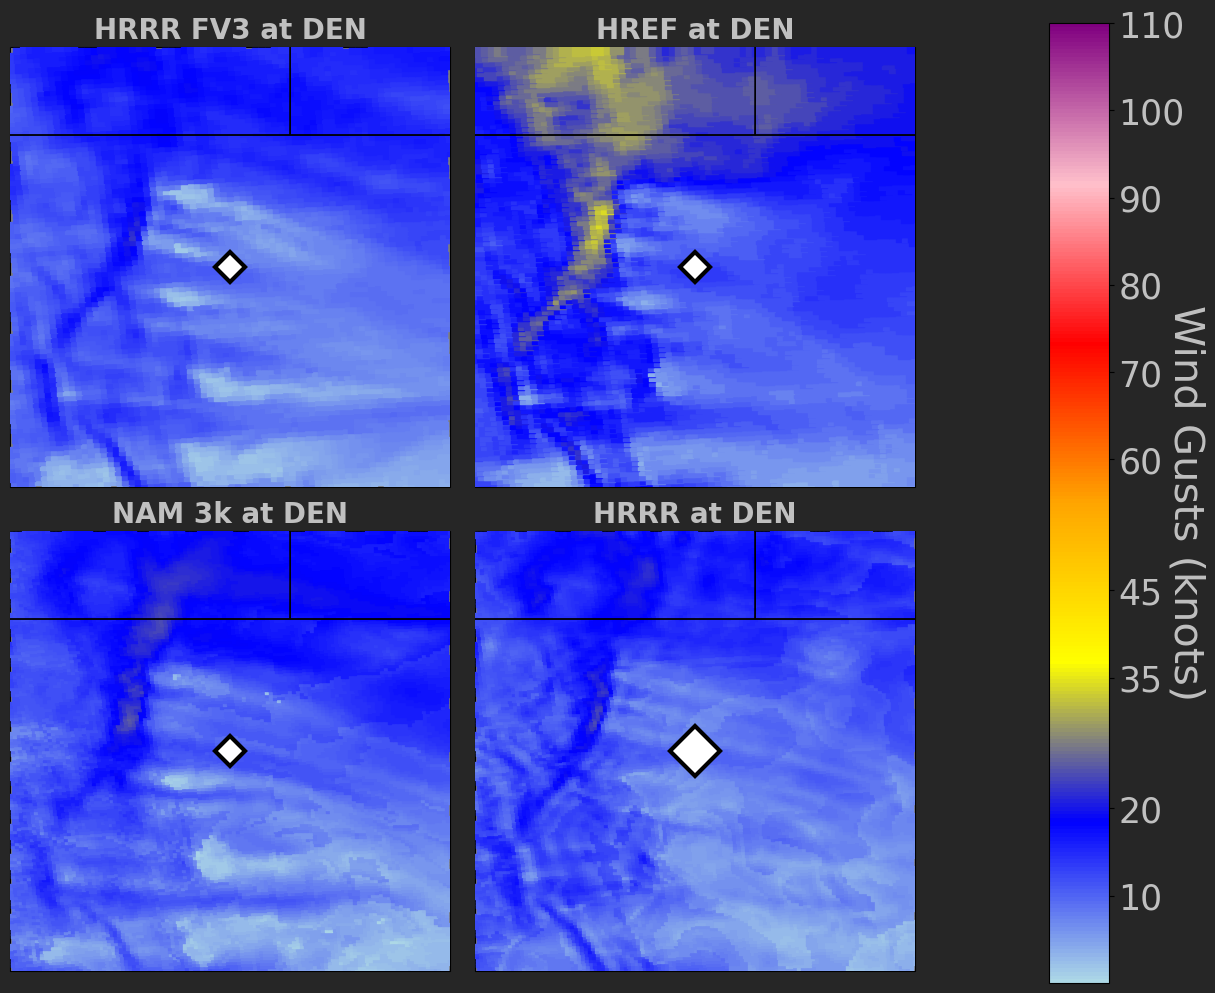 HRRR FV3 at DEN
HREF at DEN
NAM 3k at DEN
HRRR at DEN
110
100
90
80
70
60
45
35
20
10
Wind Gusts (knots)